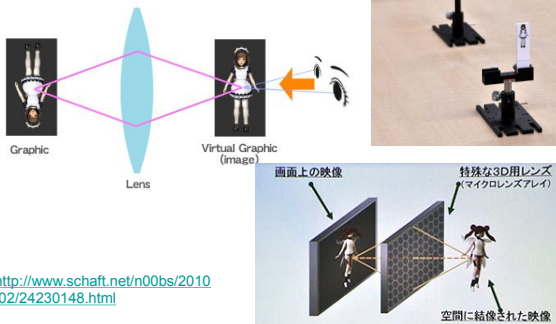 Graphic
Lens
Virtual Graphic
(image)
画面上の映像
特殊な3D用レンズ
(マイクロレンズアレイ)
空間に結像された映像
http://www.schaft.net/n00bs/2010
02/24230148.html